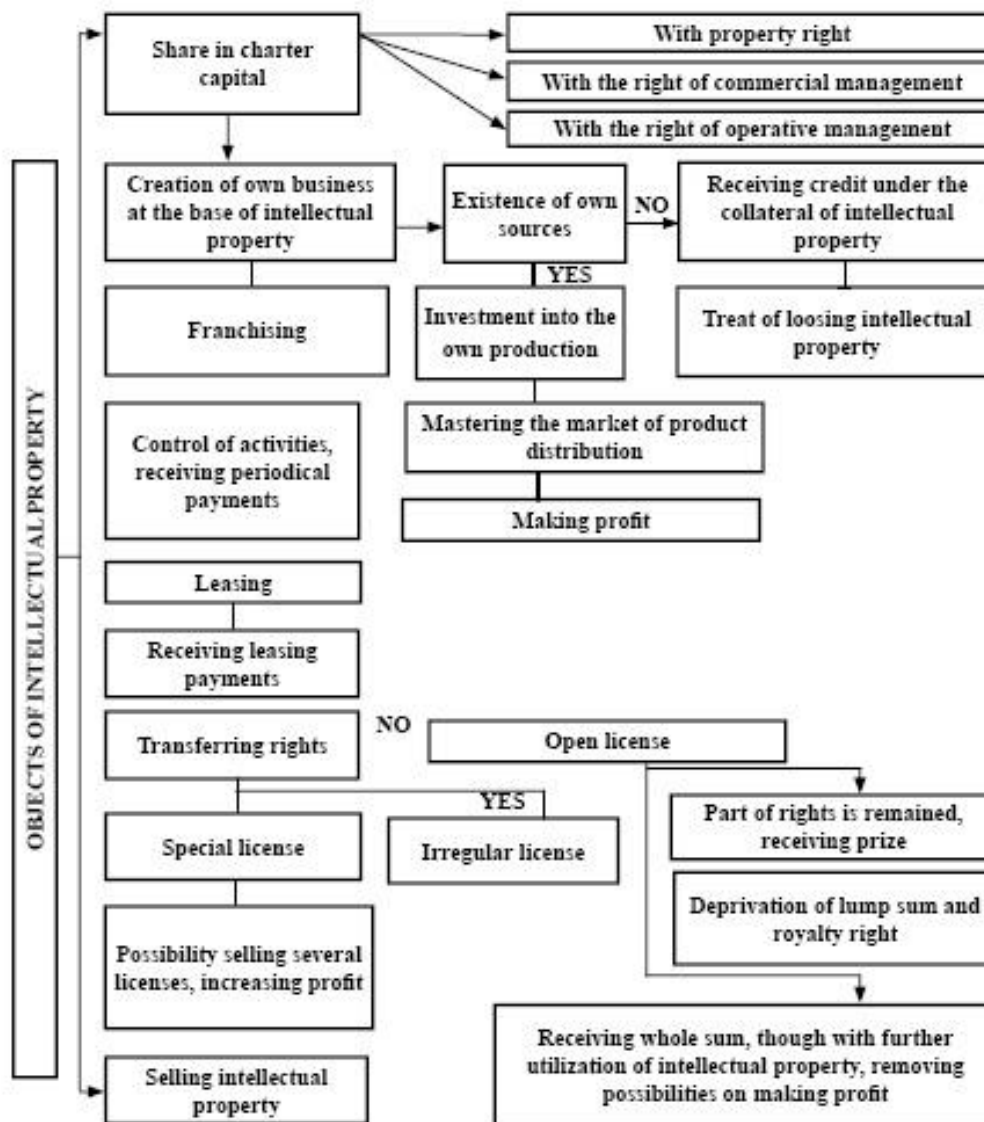 OBJECTS OF INTELLECTUAL PROPERTY
Share in charter
capital
With property right
With the right of commercial management
With the right of operative management
Creation of own business
at the base of intellectual
property
Existence of own
sources
NO
Receiving credit under the
collateral of intellectual
property
YES
Franchising
Investment into the
own production
Treat of loosing intellectual
property
Control of activities,
receiving periodical
payments
Mastering the market of product
distribution
Making profit
Leasing
Receiving leasing
payments
Transferring rights
NO
Open license
YES
Special license
Irregular license
Part of rights is remained,
receiving prize
Deprivation of lump sum and
royalty right
Possibility selling several
licenses, increasing profit
Receiving whole sum, though with further
utilization of intellectual property, removing
possibilities on making profit
Selling intellectual
property